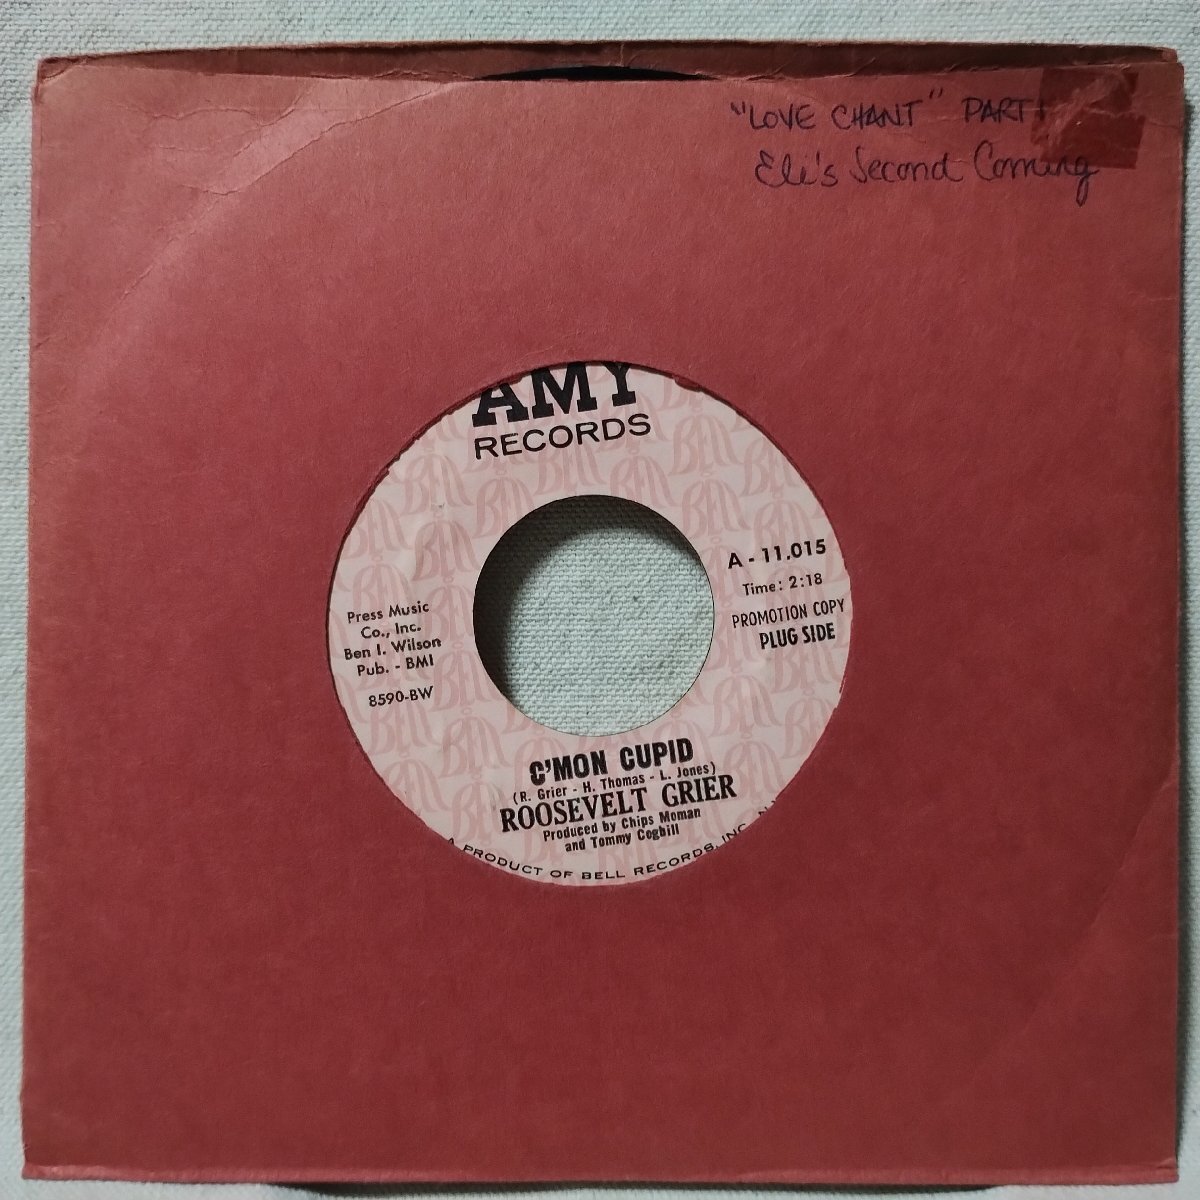 "LOVE CHANT" PART I
Eli's Second Coming
AMY
RECORDS
A - 11.015
Time: 2:18
PROMOTION COPY
PLUG SIDE
Press Music
Co., Inc.
Ben I. Wilson
Pub. - BMI
8590-BW
C'MON CUPID
(R. Grier - H. Thomas - L. Jones)
ROOSEVELT GRIER
Produced by Chips Moman
and Tommy Cogbill
A PRODUCT OF BELL RECORDS, INC. N.